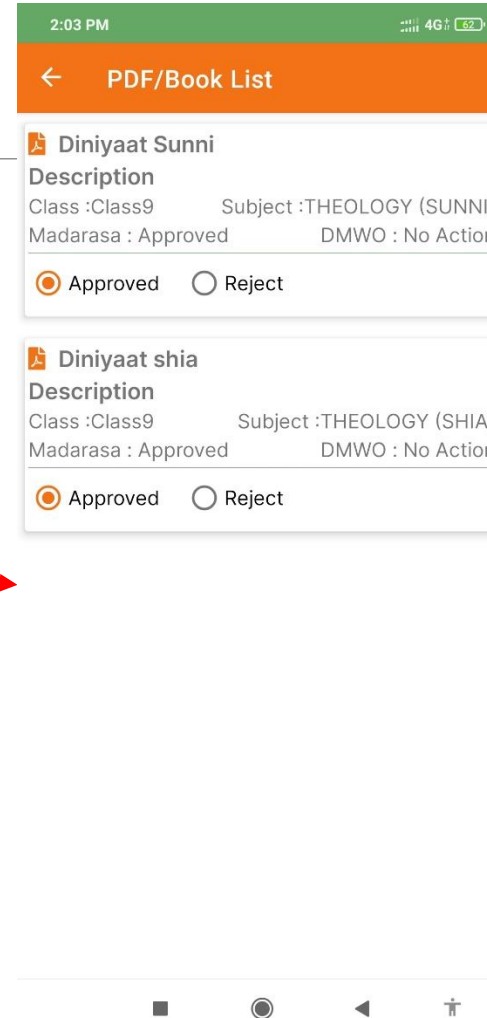 2:03 PM 4G 62
PDF/Book List
Diniyaat Sunni
Description
Class :Class9 Subject :THEOLOGY (SUNNI
Madarasa : Approved DMWO : No Action
Approved Reject
Diniyaat shia
Description
Class :Class9 Subject :THEOLOGY (SHIA
Madarasa : Approved DMWO : No Action
Approved Reject